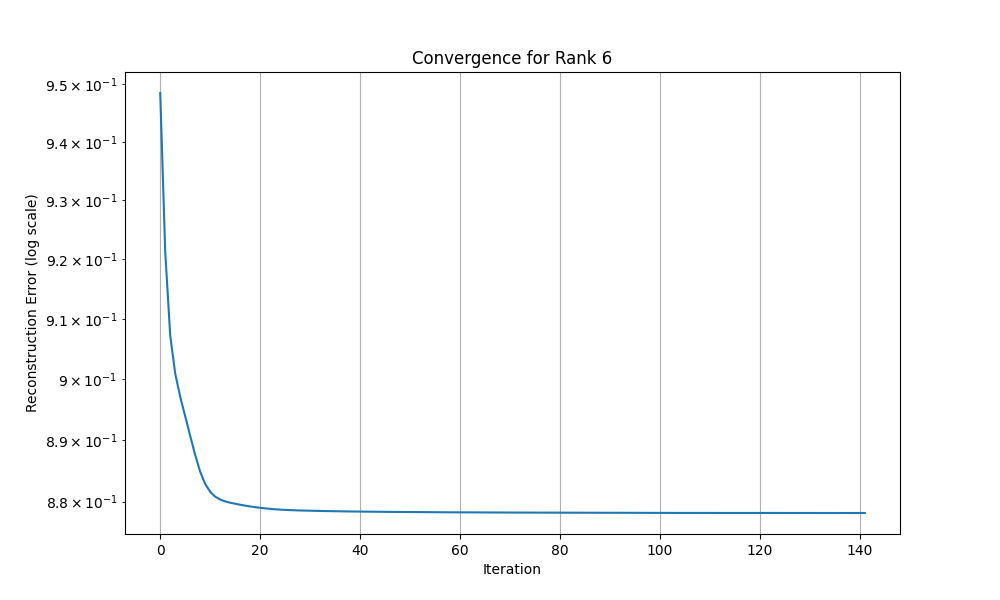 Convergence for Rank 6
Reconstruction Error (log scale)
9.5 × 10⁻¹
9.4 × 10⁻¹
9.3 × 10⁻¹
9.2 × 10⁻¹
9.1 × 10⁻¹
9 × 10⁻¹
8.9 × 10⁻¹
8.8 × 10⁻¹
0 20 40 60 80 100 120 140
Iteration